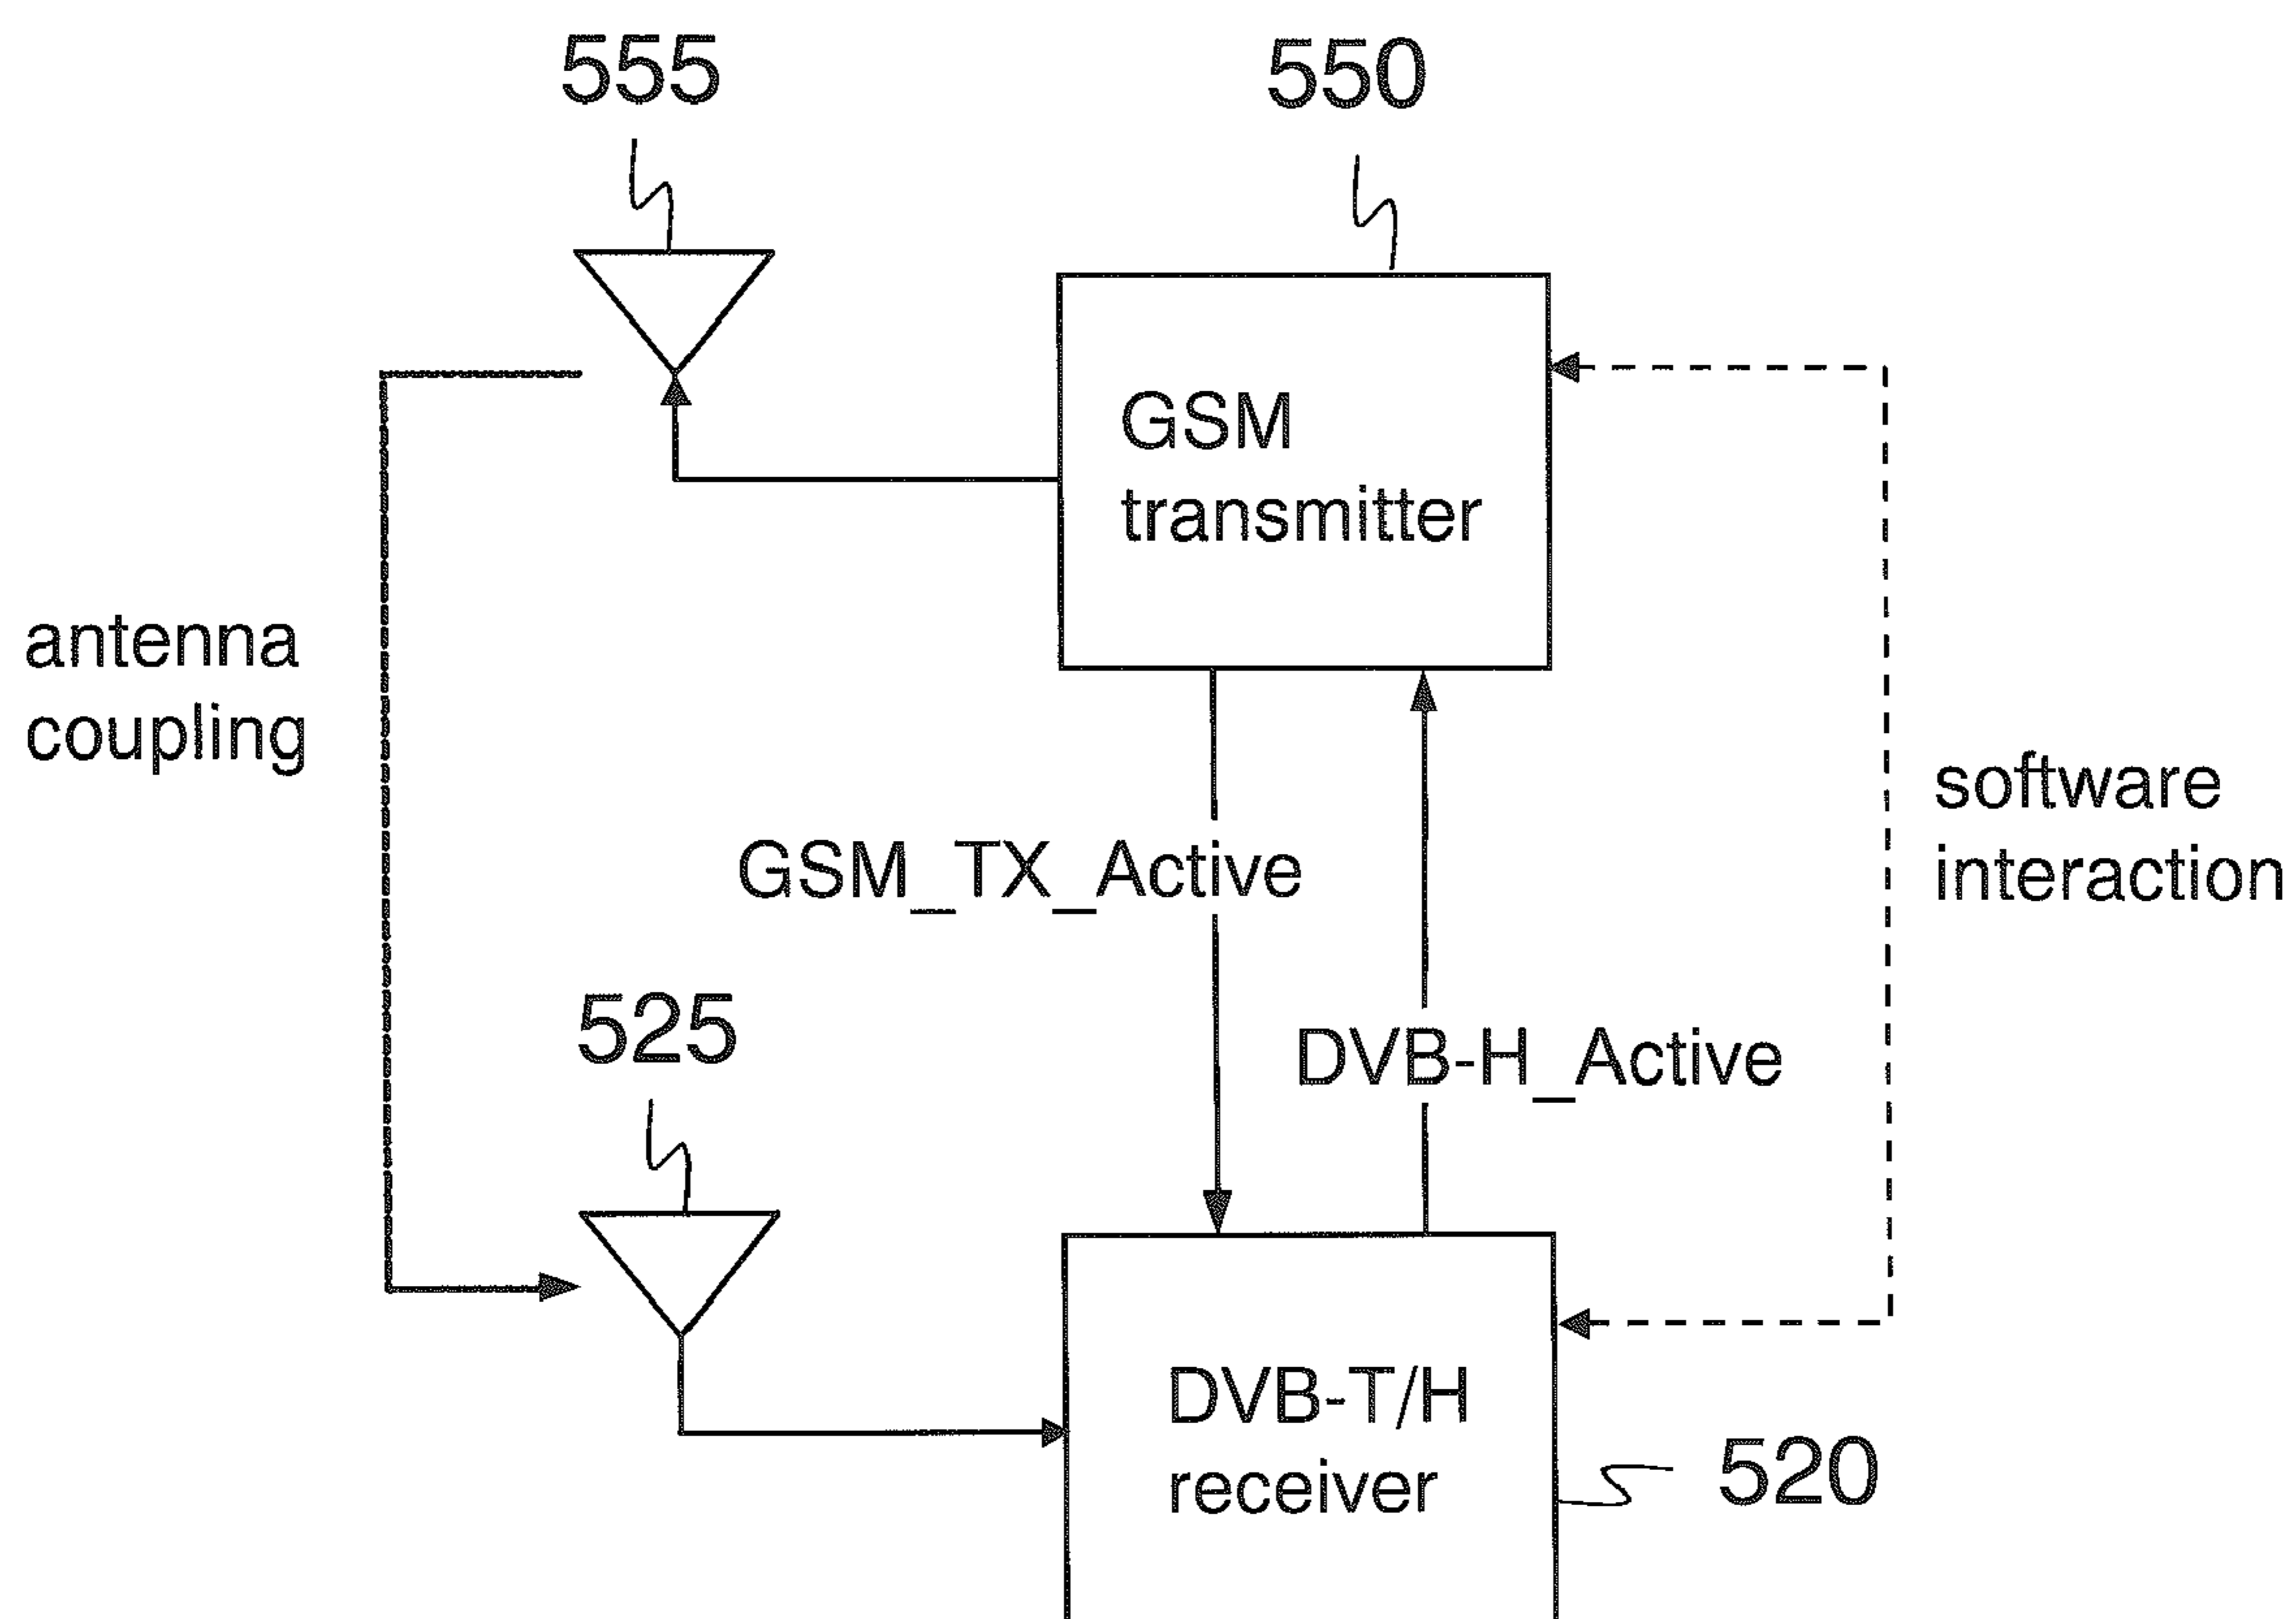 555
550
GSM
transmitter
antenna
coupling
software
interaction
GSM_TX_Active
525
DVB-H_Active
DVB-T/H
receiver
520